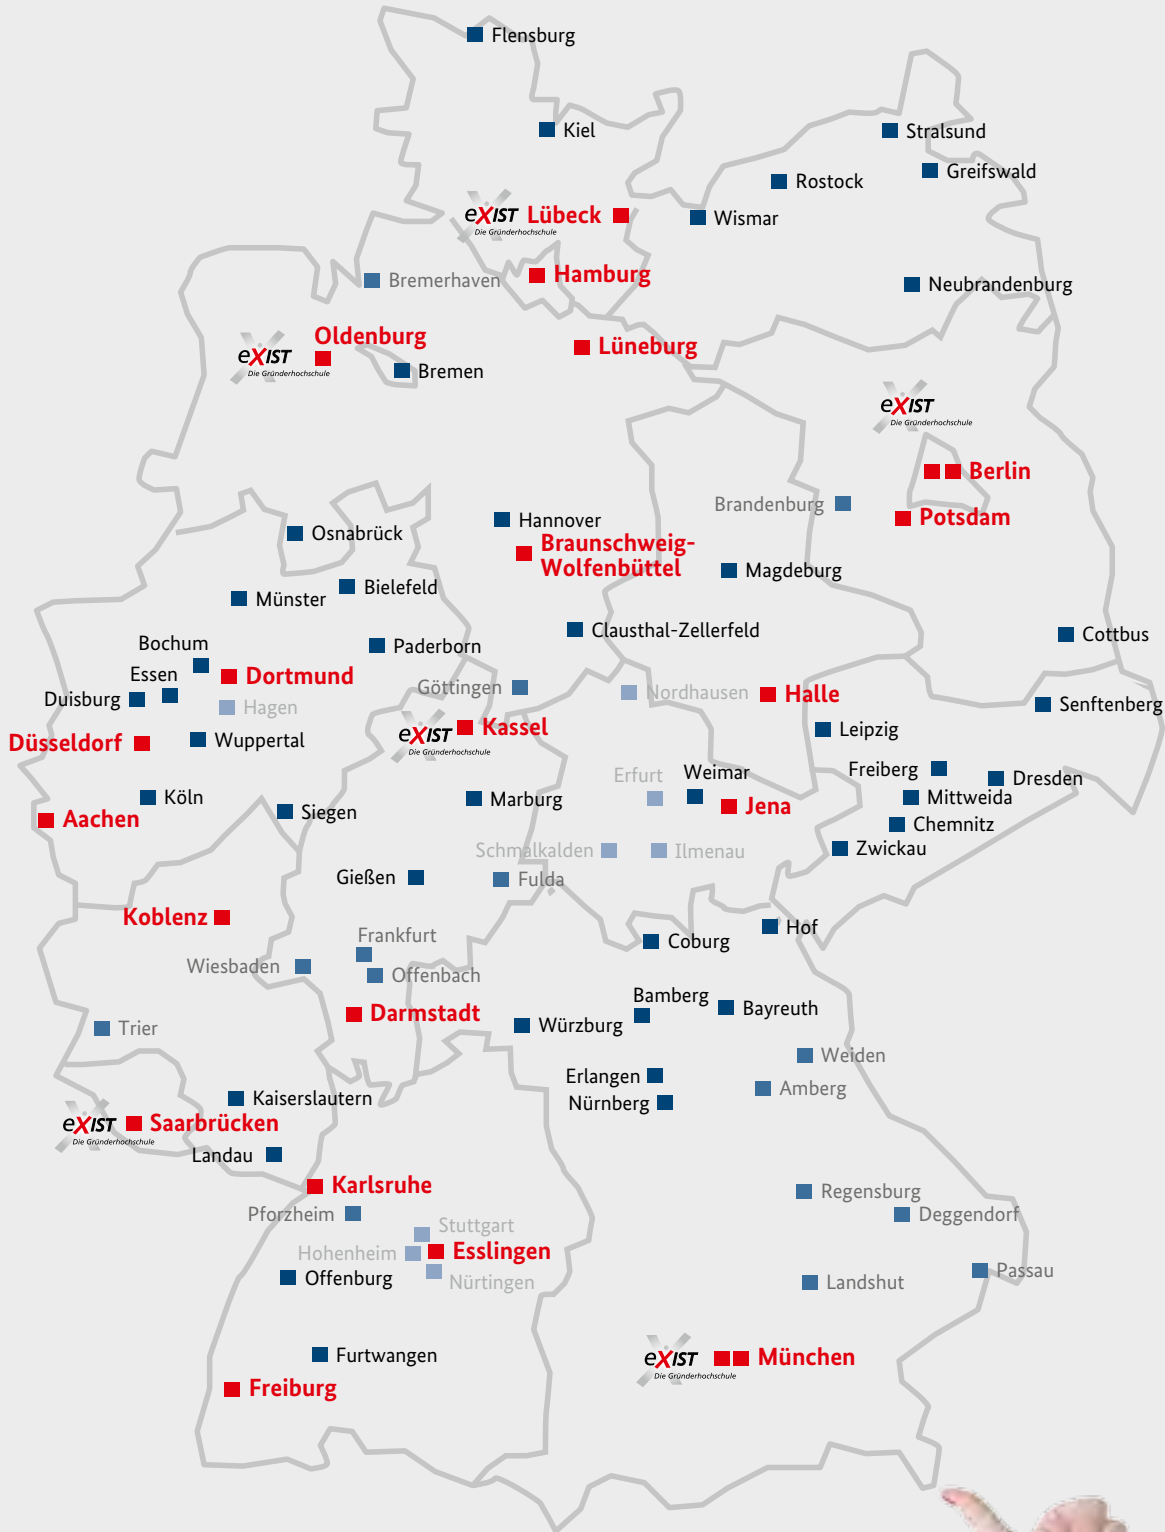 Flensburg
Kiel
Stralsund
Greifswald
Rostock
eXIST
Die Gründerhochschule
Lübeck
Wismar
Hamburg
Bremerhaven
Neubrandenburg
Oldenburg
eXIST
Die Gründerhochschule
Lüneburg
Bremen
eXIST
Die Gründerhochschule
Berlin
Brandenburg
Potsdam
Hannover
Osnabrück
Braunschweig-
Wolfenbüttel
Magdeburg
Bielefeld
Münster
Clausthal-Zellerfeld
Cottbus
Bochum
Paderborn
Essen
Dortmund
Göttingen
Nordhausen
Halle
Duisburg
Hagen
Senftenberg
eXIST
Die Gründerhochschule
Kassel
Leipzig
Düsseldorf
Wuppertal
Erfurt
Weimar
Freiberg
Dresden
Köln
Marburg
Jena
Mittweida
Siegen
Aachen
Chemnitz
Schmalkalden
Ilmenau
Zwickau
Gießen
Fulda
Koblenz
Frankfurt
Hof
Coburg
Wiesbaden
Offenbach
Bamberg
Bayreuth
Darmstadt
Würzburg
Trier
Weiden
Erlangen
Amberg
Kaiserslautern
Nürnberg
eXIST
Die Gründerhochschule
Saarbrücken
Landau
Karlsruhe
Regensburg
Pforzheim
Deggendorf
Stuttgart
Hohenheim
Esslingen
Offenburg
Nürtingen
Landshut
Passau
Furtwangen
eXIST
Die Gründerhochschule
München
Freiburg